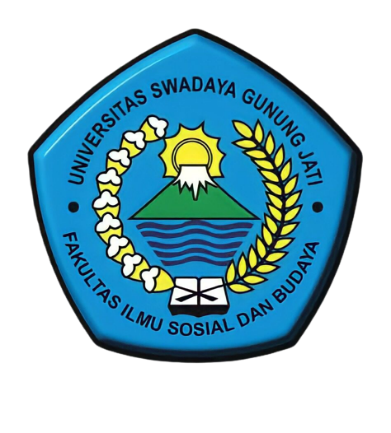 UNIVERSITAS SWADAYA GUNUNG JATI
FAKULTAS ILMU SOSIAL DAN BUDAYA